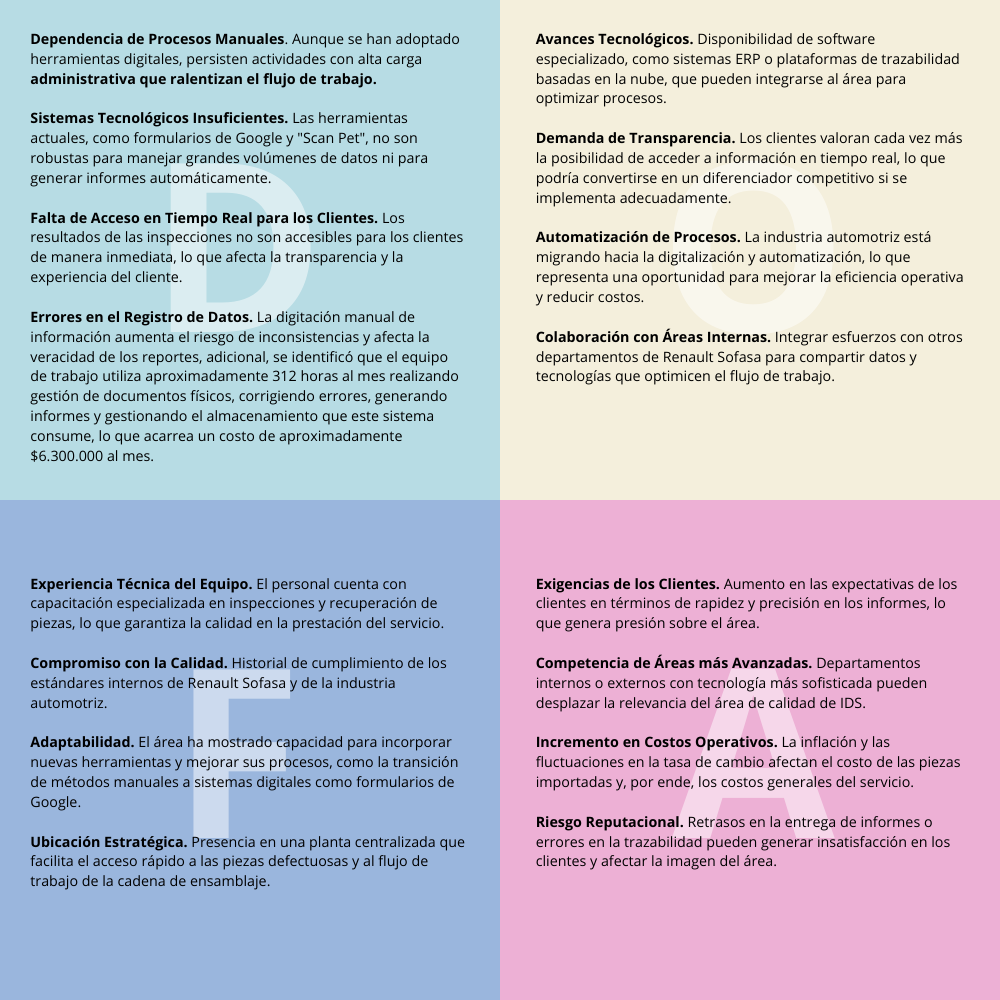 Dependencia de Procesos Manuales. Aunque se han adoptado
herramientas digitales, persisten actividades con alta carga
administrativa que ralentizan el flujo de trabajo.
Sistemas Tecnológicos Insuficientes. Las herramientas
actuales, como formularios de Google y "Scan Pet", no son
robustas para manejar grandes volúmenes de datos ni para
generar informes automáticamente.
Falta de Acceso en Tiempo Real para los Clientes. Los
resultados de las inspecciones no son accesibles para los clientes
de manera inmediata, lo que afecta la transparencia y la
experiencia del cliente.
Errores en el Registro de Datos. La digitación manual de
información aumenta el riesgo de inconsistencias y afecta la
veracidad de los reportes, adicional, se identificó que el equipo
de trabajo utiliza aproximadamente 312 horas al mes realizando
gestión de documentos físicos, corrigiendo errores, generando
informes y gestionando el almacenamiento que este sistema
consume, lo que acarrea un costo de aproximadamente
$6.300.000 al mes.
D
Avances Tecnológicos. Disponibilidad de software
especializado, como sistemas ERP o plataformas de trazabilidad
basadas en la nube, que pueden integrarse al área para
optimizar procesos.
Demanda de Transparencia. Los clientes valoran cada vez más
la posibilidad de acceder a información en tiempo real, lo que
podría convertirse en un diferenciador competitivo si se
implementa adecuadamente.
Automatización de Procesos. La industria automotriz está
migrando hacia la digitalización y automatización, lo que
representa una oportunidad para mejorar la eficiencia operativa
y reducir costos.
Colaboración con Áreas Internas. Integrar esfuerzos con otros
departamentos de Renault Sofasa para compartir datos y
tecnologías que optimicen el flujo de trabajo.
O
Experiencia Técnica del Equipo. El personal cuenta con
capacitación especializada en inspecciones y recuperación de
piezas, lo que garantiza la calidad en la prestación del servicio.
Compromiso con la Calidad. Historial de cumplimiento de los
estándares internos de Renault Sofasa y de la industria
automotriz.
Adaptabilidad. El área ha mostrado capacidad para incorporar
nuevas herramientas y mejorar sus procesos, como la transición
de métodos manuales a sistemas digitales como formularios de
Google.
Ubicación Estratégica. Presencia en una planta centralizada que
facilita el acceso rápido a las piezas defectuosas y al flujo de
trabajo de la cadena de ensamblaje.
F
Exigencias de los Clientes. Aumento en las expectativas de los
clientes en términos de rapidez y precisión en los informes, lo
que genera presión sobre el área.
Competencia de Áreas más Avanzadas. Departamentos
internos o externos con tecnología más sofisticada pueden
desplazar la relevancia del área de calidad de IDS.
Incremento en Costos Operativos. La inflación y las
fluctuaciones en la tasa de cambio afectan el costo de las piezas
importadas y, por ende, los costos generales del servicio.
Riesgo Reputacional. Retrasos en la entrega de informes o
errores en la trazabilidad pueden generar insatisfacción en los
clientes y afectar la imagen del área.
A